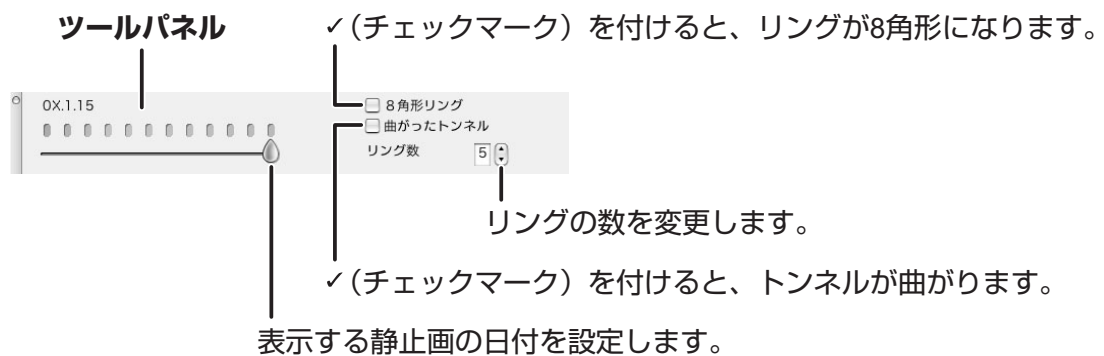 ツールパネル
✓(チェックマーク)を付けると、リングが8角形になります。
0X.1.15
8角形リング
曲がったトンネル
リング数 5
リングの数を変更します。
✓(チェックマーク)を付けると、トンネルが曲がります。
表示する静止画の日付を設定します。